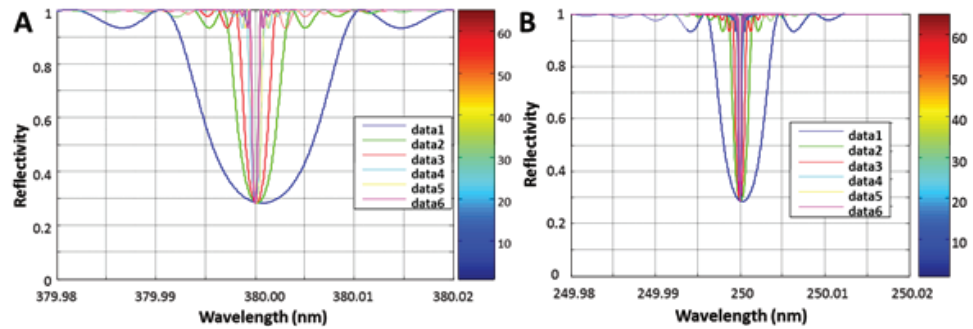 A
Reflectivity
1
0.8
0.6
0.4
0.2
0
379.98
379.99
380.00
380.01
380.02
Wavelength (nm)
data1
data2
data3
data4
data5
data6
60
50
40
30
20
10
B
Reflectivity
1
0.8
0.6
0.4
0.2
0
249.98
249.99
250
250.01
250.02
Wavelength (nm)
data1
data2
data3
data4
data5
data6
60
50
40
30
20
10